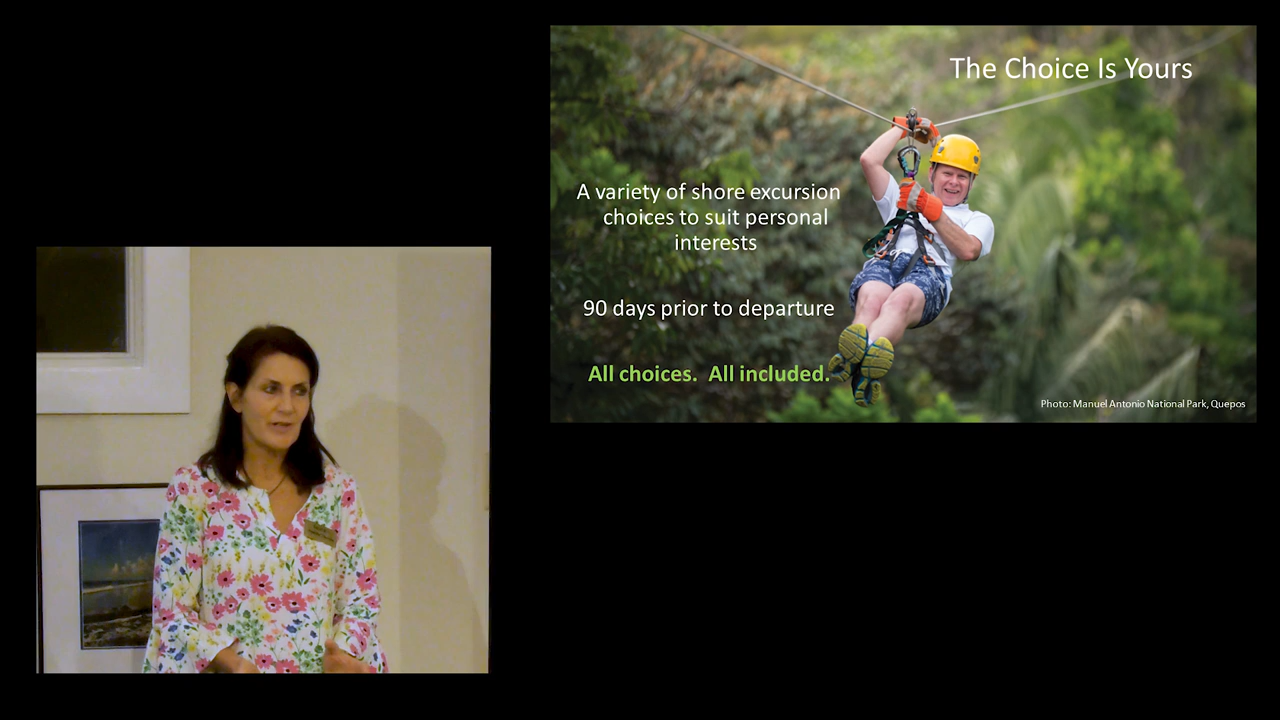 The Choice Is Yours
A variety of shore excursion
choices to suit personal
interests
90 days prior to departure
All choices.  All included.
Photo: Manuel Antonio National Park, Quepos